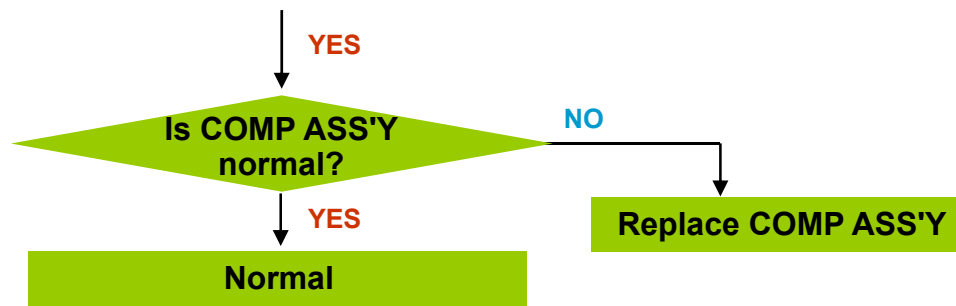 YES
Is COMP ASS'Y
normal?
NO
YES
Replace COMP ASS'Y
Normal